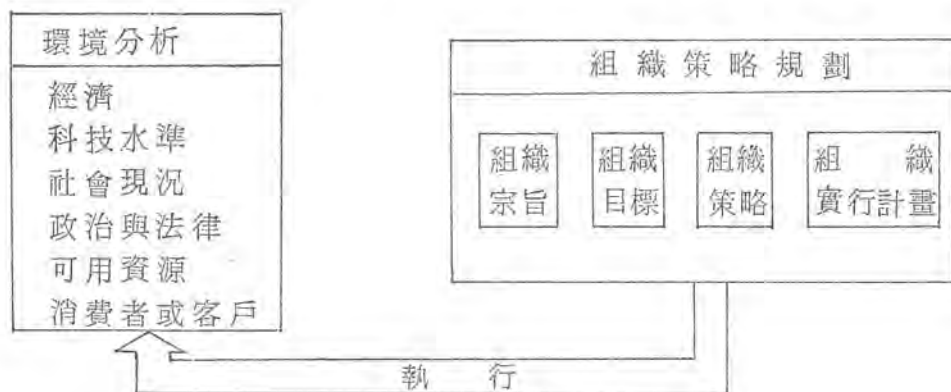 環境分析
經濟
科技水準
社會現況
政治與法律
可用資源
消費者或客戶
組織策略規劃
組織
宗旨
組織
目標
組織
策略
組織
實行計畫
執行